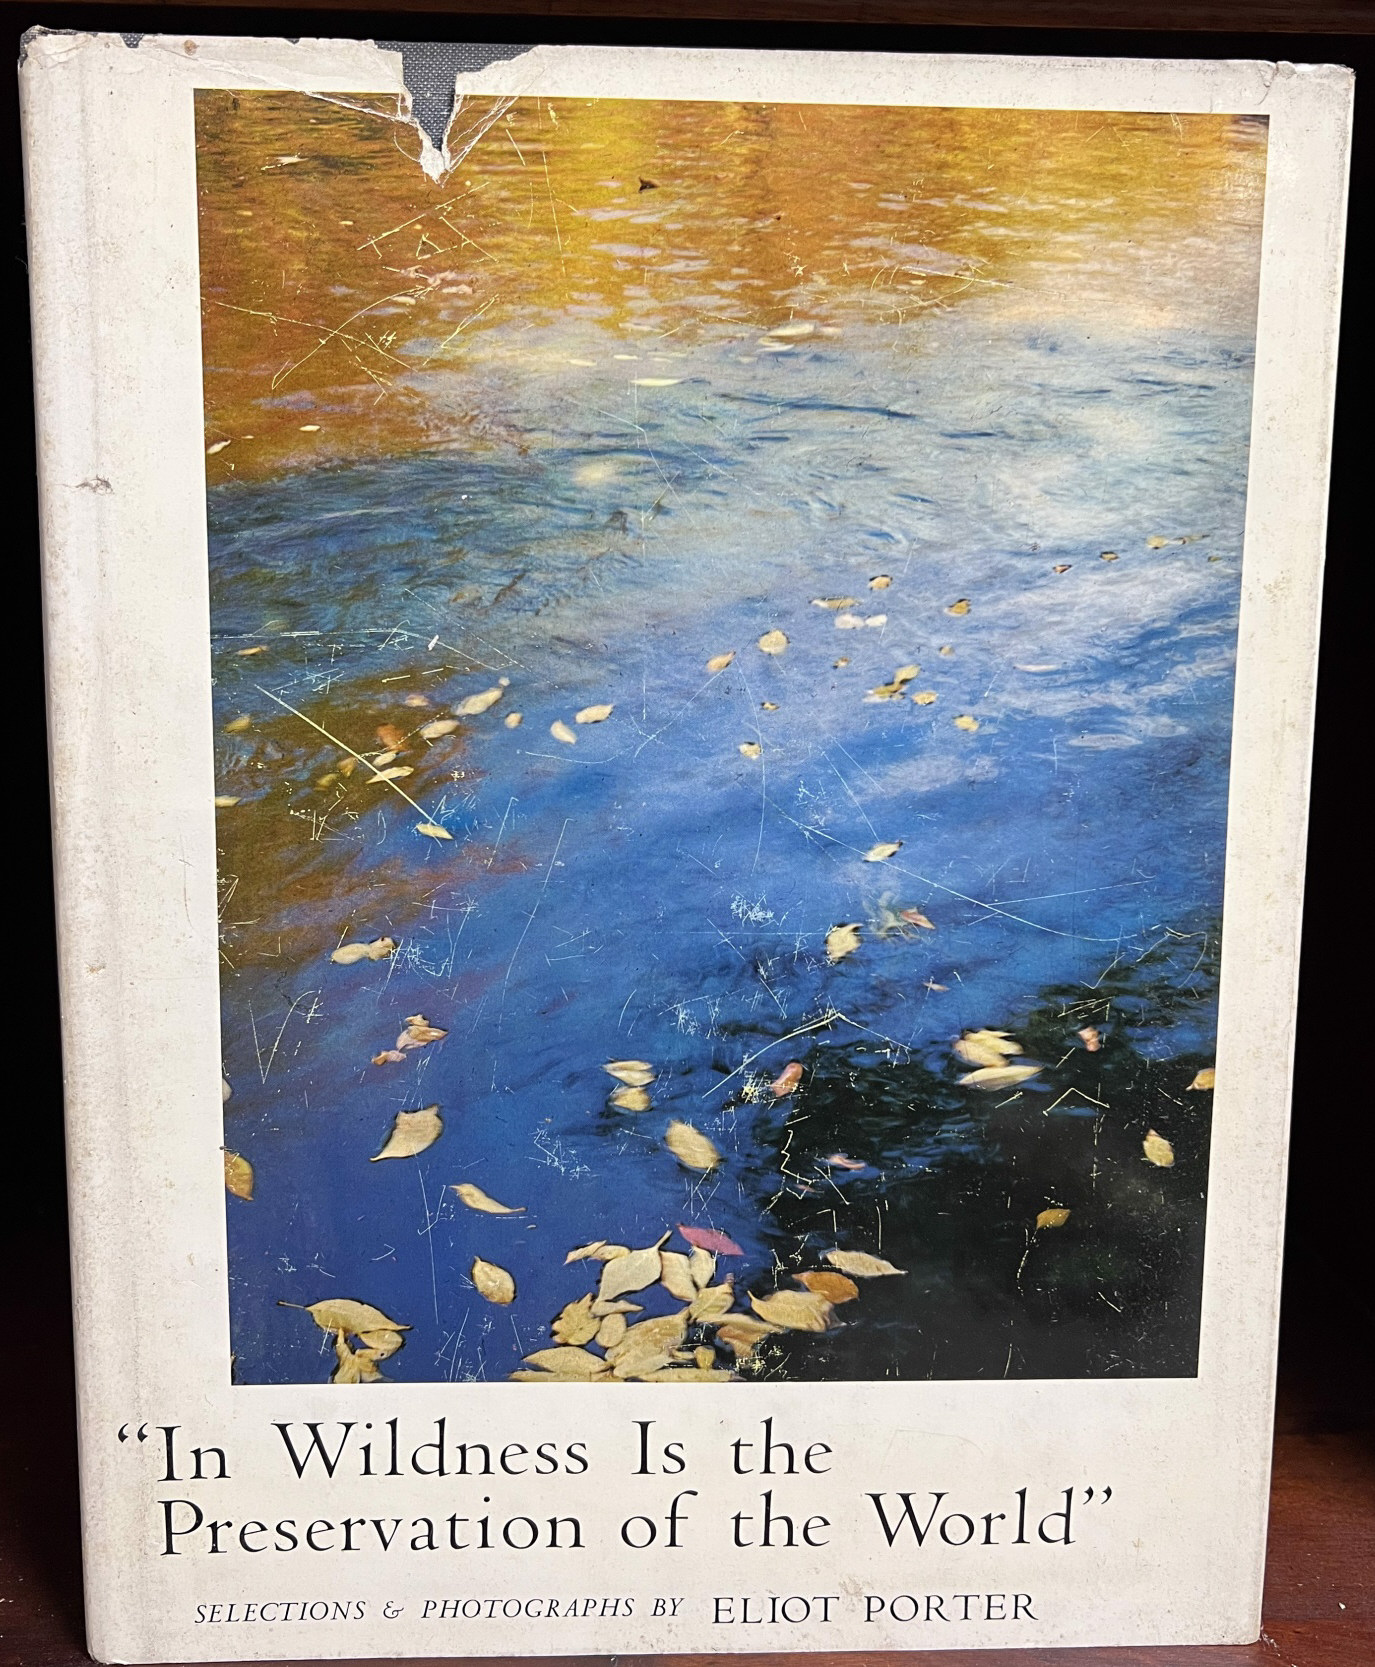 “In Wildness Is the
Preservation of the World”
SELECTIONS & PHOTOGRAPHS BY ELIOT PORTER